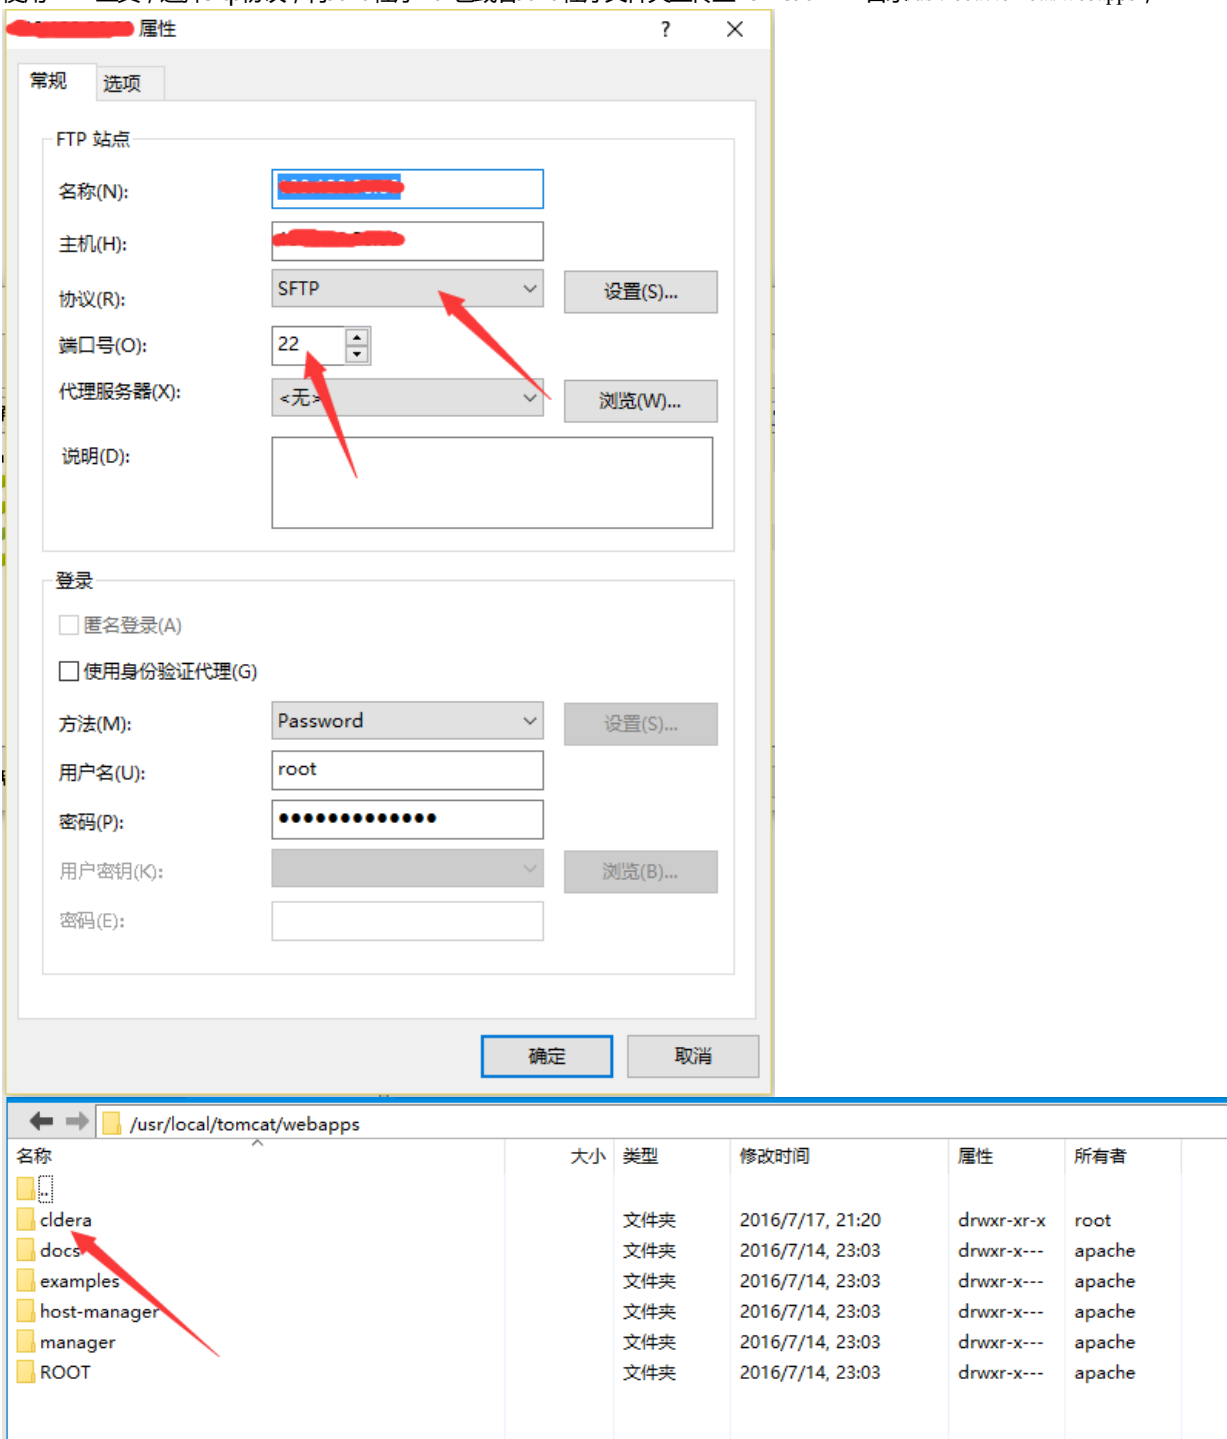 属性
?
常规
选项
FTP 站点
名称(N):
主机(H):
协议(R):
SFTP
设置(S)...
端口号(O):
22
代理服务器(X):
<无>
浏览(W)...
说明(D):
登录
匿名登录(A)
使用身份验证代理(G)
方法(M):
Password
设置(S)...
用户名(U):
root
密码(P):
用户密钥(K):
浏览(B)...
密码(E):
确定
取消
/usr/local/tomcat/webapps
名称 大小 类型 修改时间 属性 所有者
..
cldera 文件夹 2016/7/17, 21:20 drwxr-xr-x root
docs 文件夹 2016/7/14, 23:03 drwxr-x--- apache
examples 文件夹 2016/7/14, 23:03 drwxr-x--- apache
host-manager 文件夹 2016/7/14, 23:03 drwxr-x--- apache
manager 文件夹 2016/7/14, 23:03 drwxr-x--- apache
ROOT 文件夹 2016/7/14, 23:03 drwxr-x--- apache